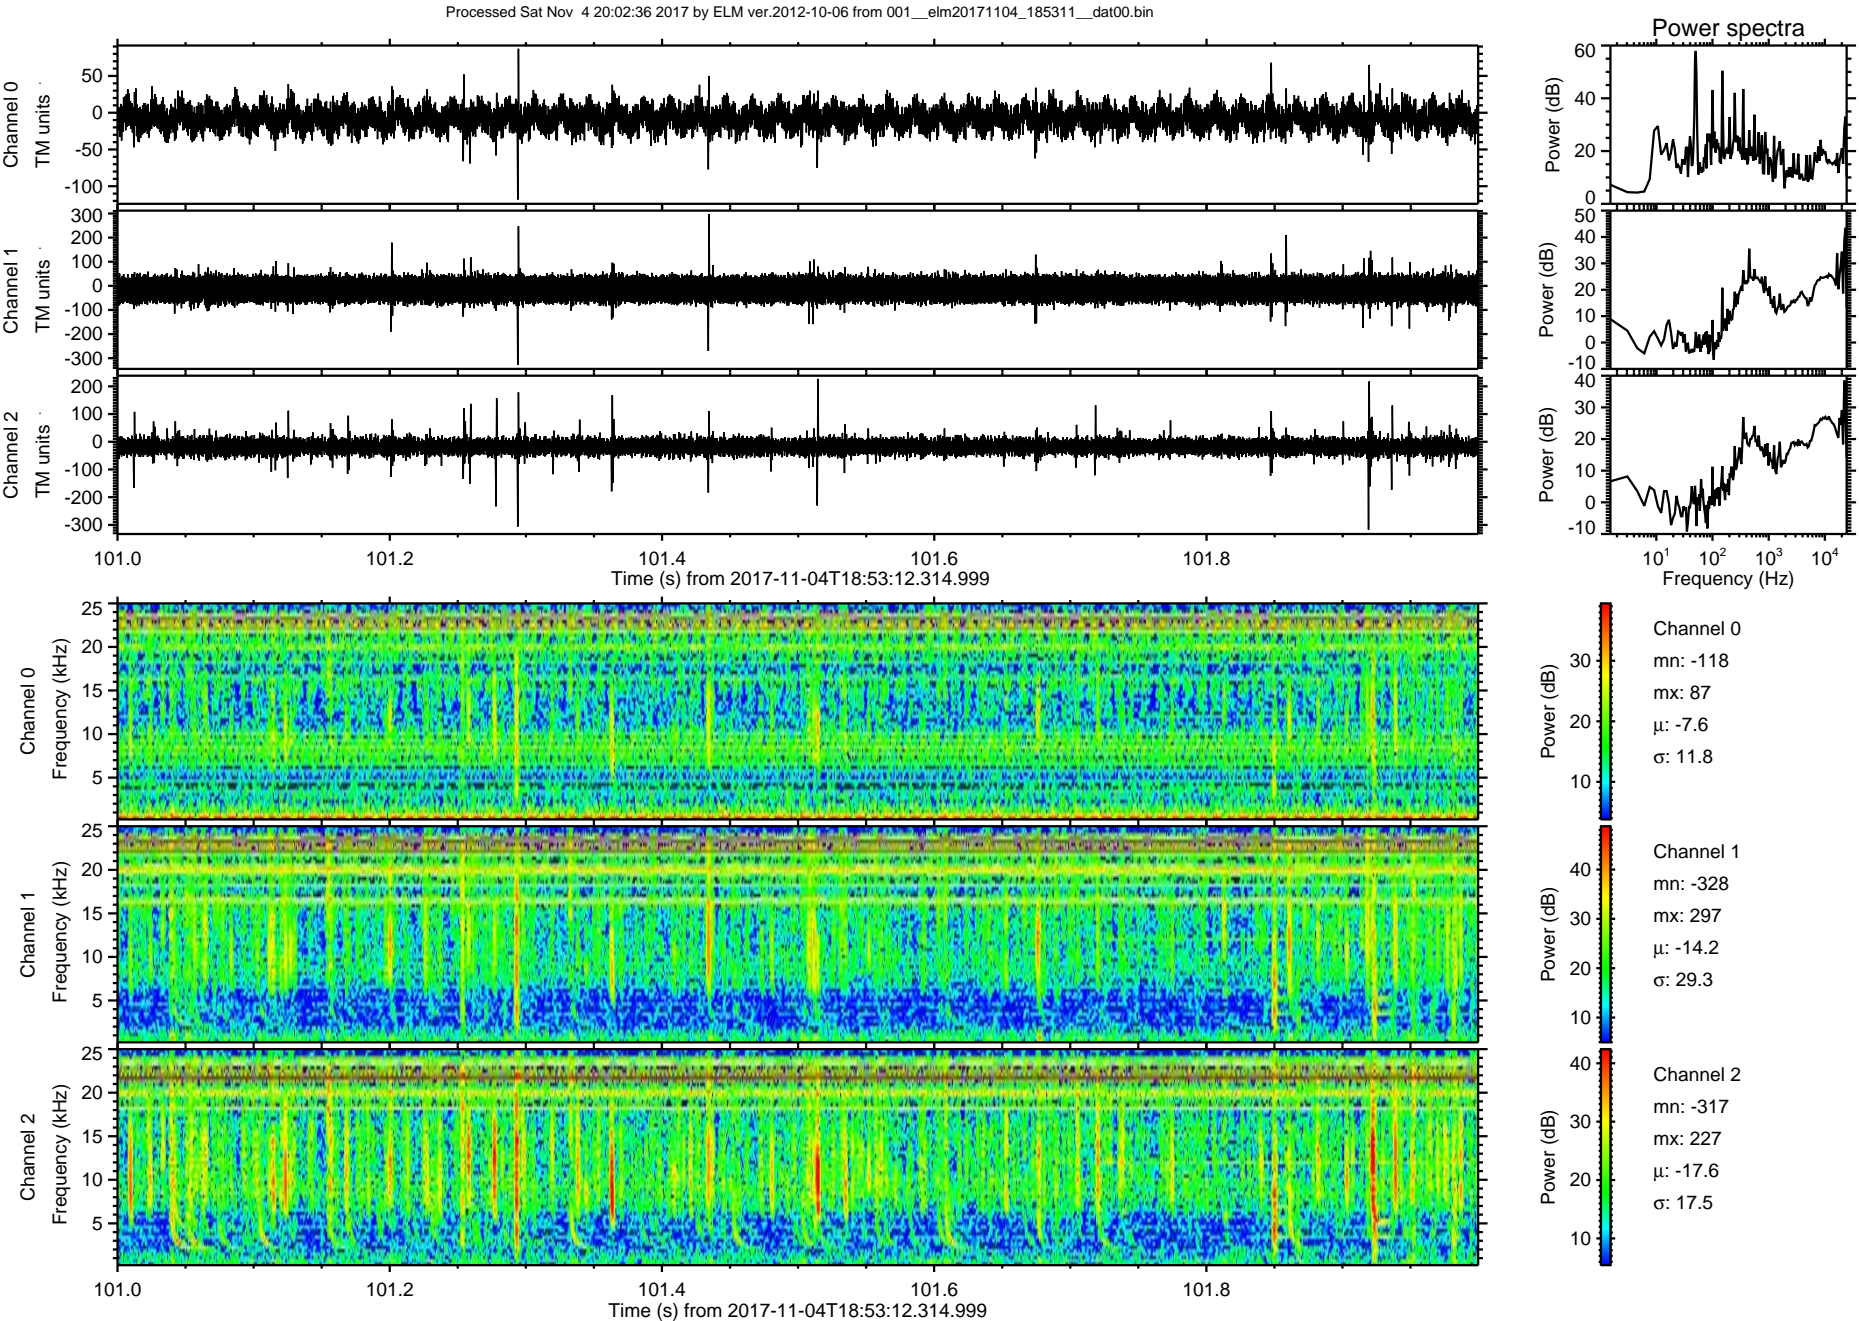 Processed Sat Nov 4 20:02:36 2017 by ELM ver.2012-10-06 from 001__elm20171104_185311__dat00.bin
Power spectra
Channel 0
TM units
50
0
-50
-100
Power (dB)
60
40
20
0
Channel 1
TM units
300
200
100
0
-100
-200
-300
Power (dB)
50
40
30
20
10
0
-10
Channel 2
TM units
200
100
0
-100
-200
-300
Power (dB)
40
30
20
10
0
-10
101.0 101.2 101.4 101.6 101.8
Time (s) from 2017-11-04T18:53:12.314.999
10¹ 10² 10³ 10⁴
Frequency (Hz)
Channel 0
Frequency (kHz)
25
20
15
10
5
Power (dB)
30
20
10
Channel 0
mn: -118
mx: 87
µ: -7.6
σ: 11.8
Channel 1
Frequency (kHz)
25
20
15
10
5
Power (dB)
40
30
20
10
Channel 1
mn: -328
mx: 297
µ: -14.2
σ: 29.3
Channel 2
Frequency (kHz)
25
20
15
10
5
Power (dB)
40
30
20
10
Channel 2
mn: -317
mx: 227
µ: -17.6
σ: 17.5
101.0 101.2 101.4 101.6 101.8
Time (s) from 2017-11-04T18:53:12.314.999